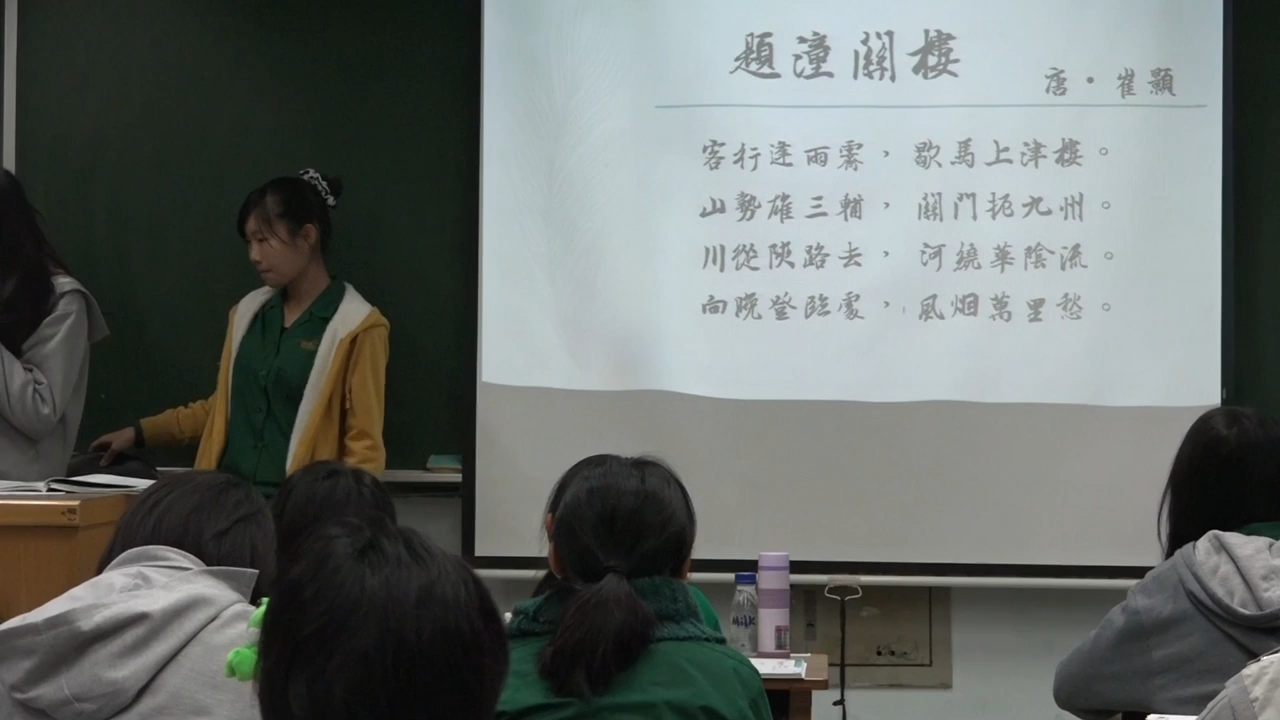 題潼關樓
唐·崔顥
客行逢雨霽，歇馬上津樓。
山勢雄三輔，關門扼九州。
川從陝路去，河繞華陰流。
向晚登臨處，風烟萬里愁。
Milk